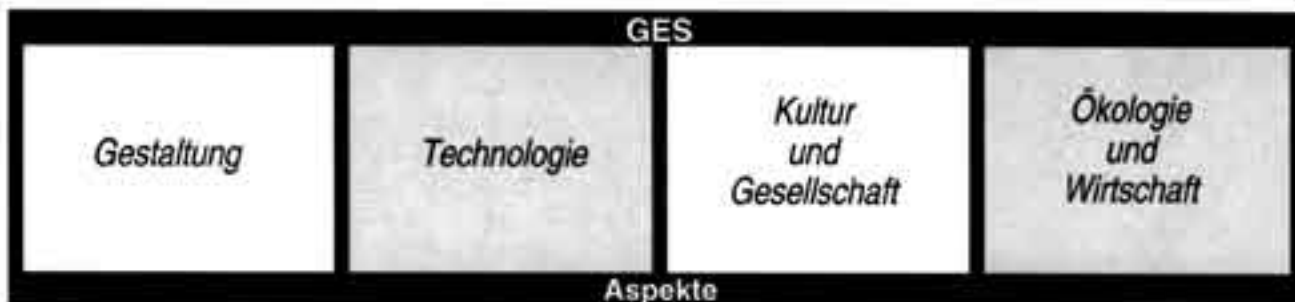 GES
Gestaltung
Technologie
Kultur
und
Gesellschaft
Ökologie
und
Wirtschaft
Aspekte